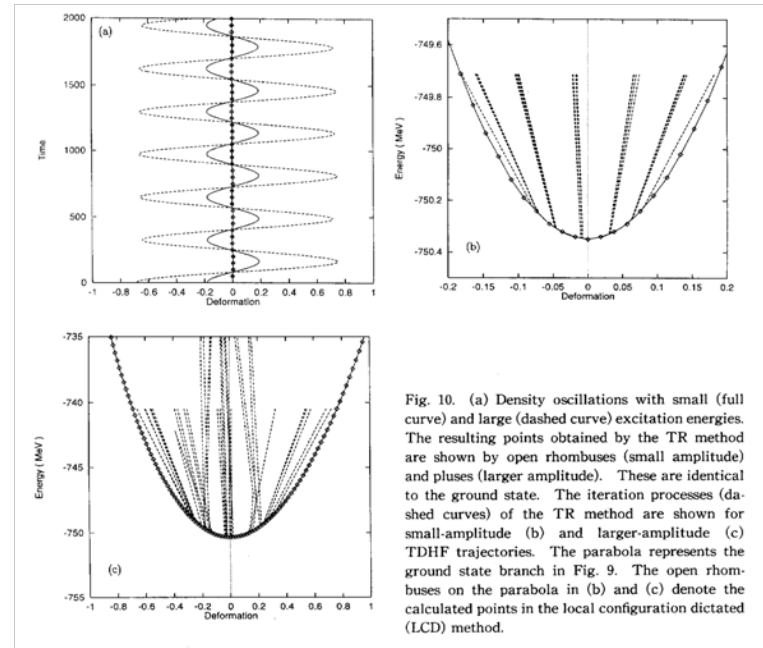 2000
(a)
1500
1000
500
0
Time
-1 -0.8 -0.6 -0.4 -0.2 0 0.2 0.4 0.6 0.8 1
Deformation
-749.6
-749.8
-750
-750.2
-750.4
Energy (MeV)
(b)
-0.2 -0.15 -0.1 -0.05 0 0.05 0.1 0.15 0.2
Deformation
-735
-740
-745
-750
-755
Energy ( MeV )
(c)
-1 -0.8 -0.6 -0.4 -0.2 0 0.2 0.4 0.6 0.8 1
Deformation
Fig. 10. (a) Density oscillations with small (full
curve) and large (dashed curve) excitation energies.
The resulting points obtained by the TR method
are shown by open rhombuses (small amplitude)
and pluses (larger amplitude). These are identical
to the ground state. The iteration processes (da-
shed curves) of the TR method are shown for
small-amplitude (b) and larger-amplitude (c)
TDHF trajectories. The parabola represents the
ground state branch in Fig. 9. The open rhom-
buses on the parabola in (b) and (c) denote the
calculated points in the local configuration dictated
(LCD) method.